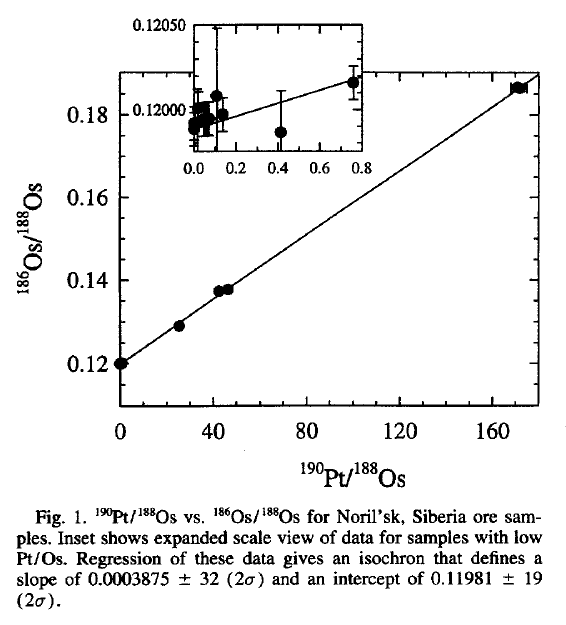 0.12050
0.12000
0.0 0.2 0.4 0.6 0.8
0.18
0.16
0.14
0.12
186Os/188Os
0 40 80 120 160
190Pt/188Os
Fig. 1. 190Pt/188Os vs. 186Os/188Os for Noril'sk, Siberia ore sam-
ples. Inset shows expanded scale view of data for samples with low
Pt/Os. Regression of these data gives an isochron that defines a
slope of 0.0003875 ± 32 (2σ) and an intercept of 0.11981 ± 19
(2σ).